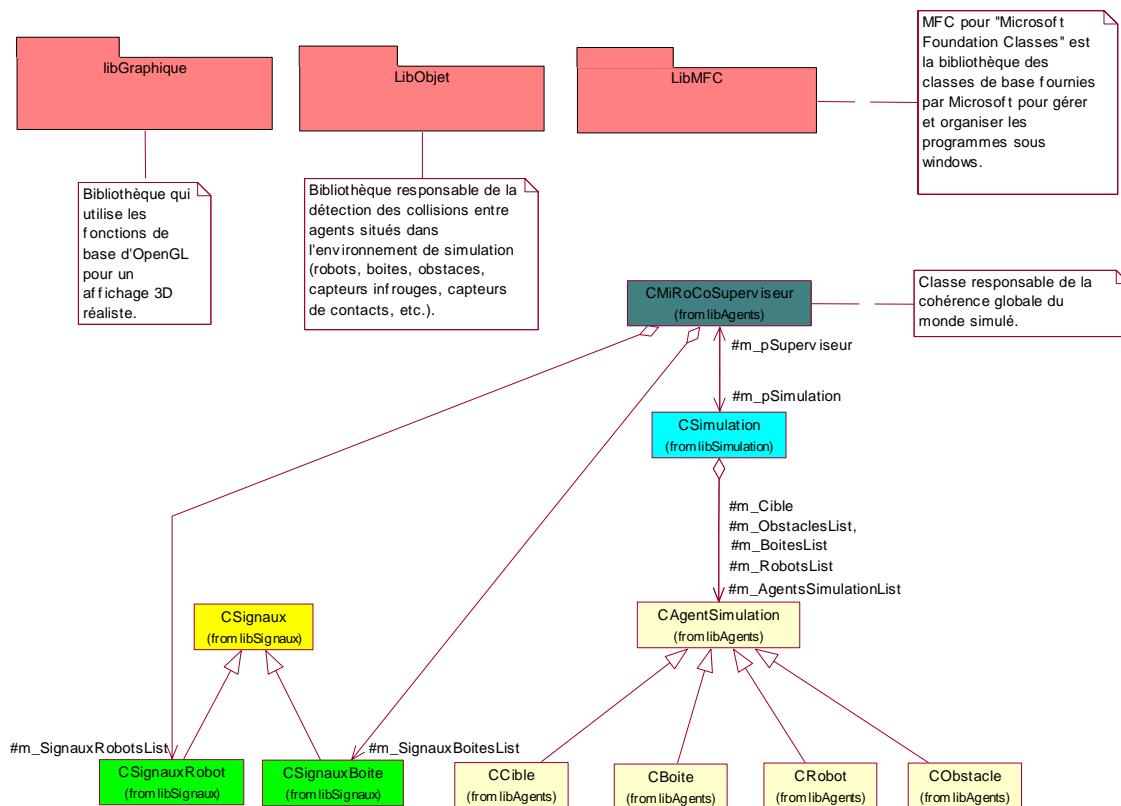 libGraphique
LibObjet
LibMFC
MFC pour "Microsoft
Foundation Classes" est
la bibliothèque des
classes de base fournies
par Microsoft pour gérer
et organiser les
programmes sous
windows.
Bibliothèque qui
utilise les
fonctions de
base d'OpenGL
pour un
affichage 3D
réaliste.
Bibliothèque responsable de la
détection des collisions entre
agents situés dans
l'environnement de simulation
(robots, boites, obstaces,
capteurs infrouges, capteurs
de contacts, etc.).
CMiRoCoSuperviseur
(from libAgents)
Classe responsable de la
cohérence globale du
monde simulé.
#m_pSuperviseur
#m_pSimulation
CSimulation
(from libSimulation)
#m_Cible
#m_ObstaclesList,
#m_BoitesList
#m_RobotsList
#m_AgentsSimulationList
CSignaux
(from libSignaux)
CAgentSimulation
(from libAgents)
#m_SignauxRobotsList
#m_SignauxBoitesList
CSignauxRobot
(from libSignaux)
CSignauxBoite
(from libSignaux)
CCible
(from libAgents)
CBoite
(from libAgents)
CRobot
(from libAgents)
CObstacle
(from libAgents)